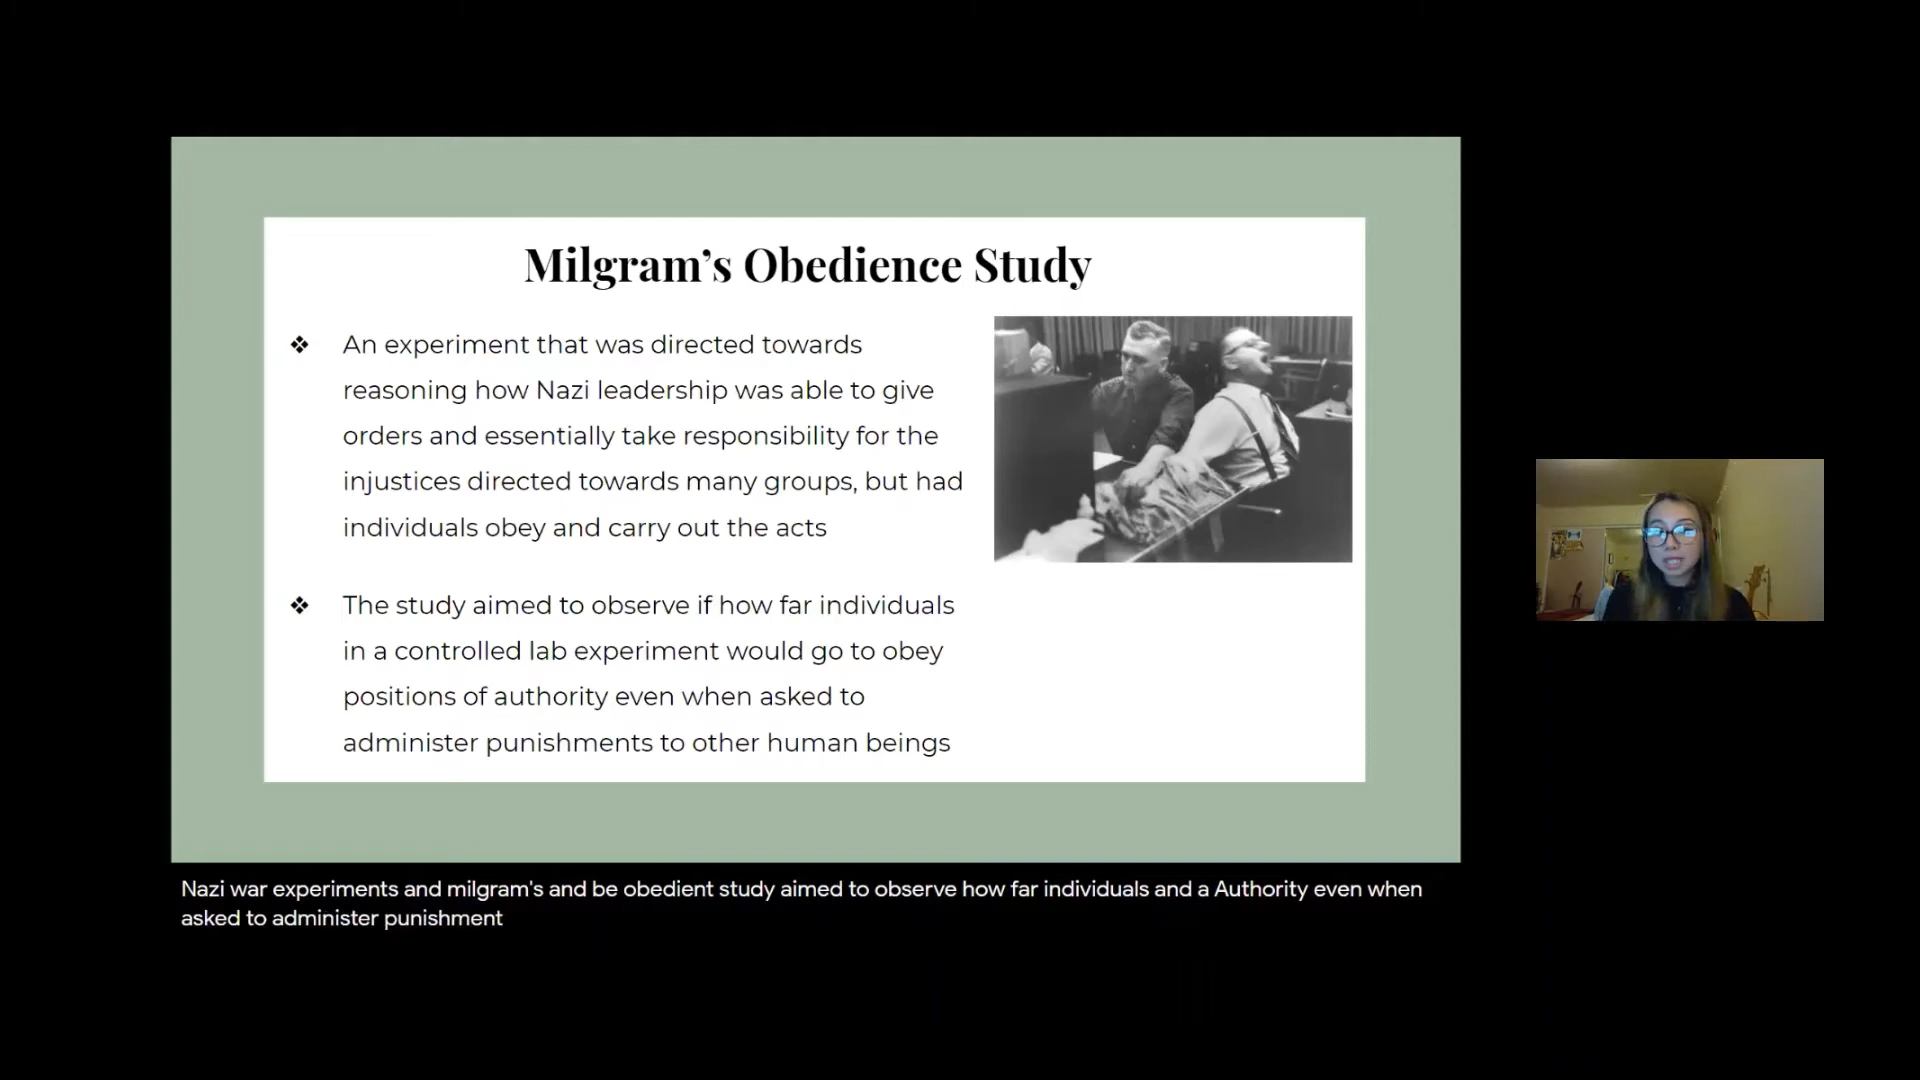 Milgram’s Obedience Study
❖ An experiment that was directed towards
reasoning how Nazi leadership was able to give
orders and essentially take responsibility for the
injustices directed towards many groups, but had
individuals obey and carry out the acts
❖ The study aimed to observe if how far individuals
in a controlled lab experiment would go to obey
positions of authority even when asked to
administer punishments to other human beings
Nazi war experiments and milgram's and be obedient study aimed to observe how far individuals and a Authority even when
asked to administer punishment